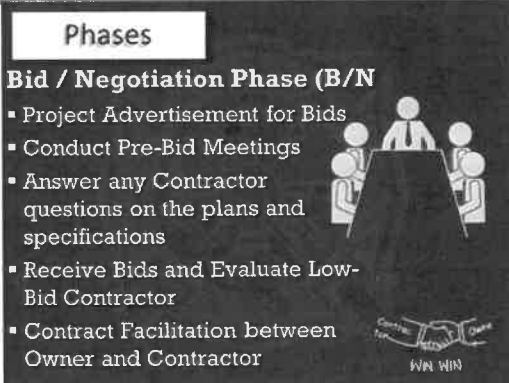 Phases
Bid / Negotiation Phase (B/N
▪ Project Advertisement for Bids
▪ Conduct Pre-Bid Meetings
▪ Answer any Contractor
questions on the plans and
specifications
▪ Receive Bids and Evaluate Low-
Bid Contractor
▪ Contract Facilitation between
Owner and Contractor
WIN WIN